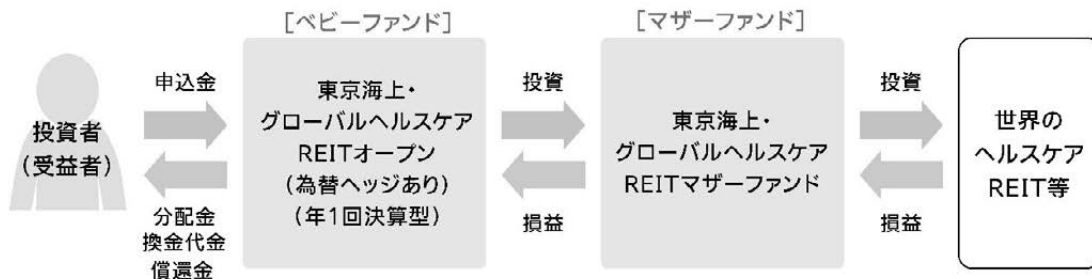 [ベビーファンド]
[マザーファンド]
投資者
(受益者)
申込金
分配金
換金代金
償還金
東京海上・
グローバルヘルスケア
REITオープン
(為替ヘッジあり)
(年1回決算型)
投資
損益
東京海上・
グローバルヘルスケア
REITマザーファンド
投資
損益
世界の
ヘルスケア
REIT等